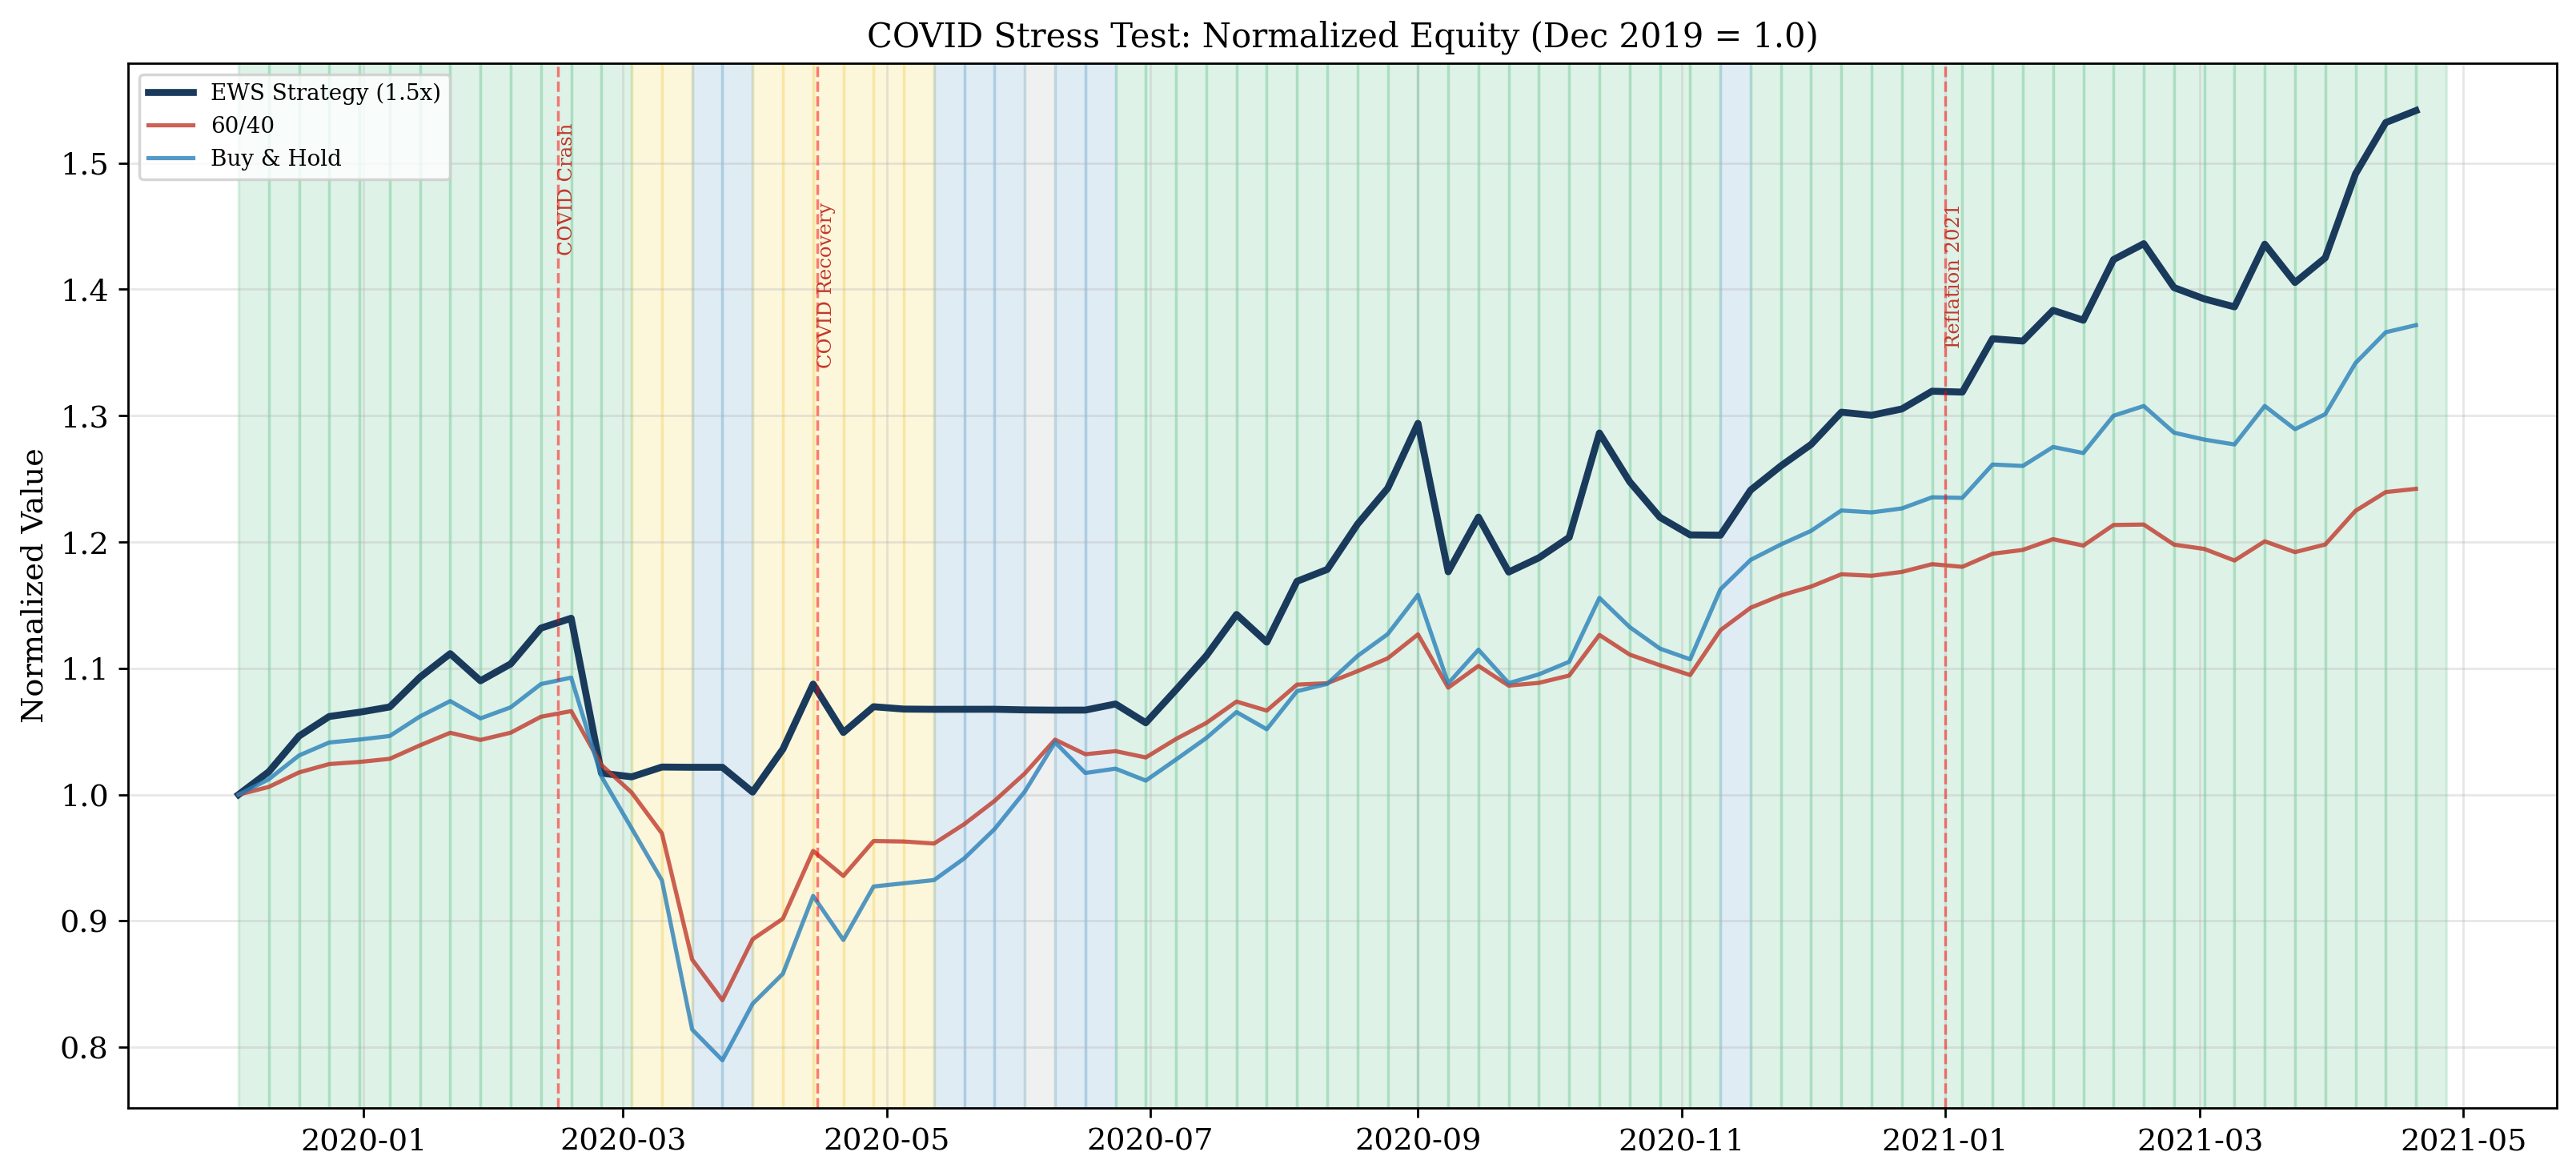 COVID Stress Test: Normalized Equity (Dec 2019 = 1.0)
EWS Strategy (1.5x)
60/40
Buy & Hold
COVID Crash
COVID Recovery
Reflation 2021
Normalized Value
1.5
1.4
1.3
1.2
1.1
1.0
0.9
0.8
2020-01
2020-03
2020-05
2020-07
2020-09
2020-11
2021-01
2021-03
2021-05